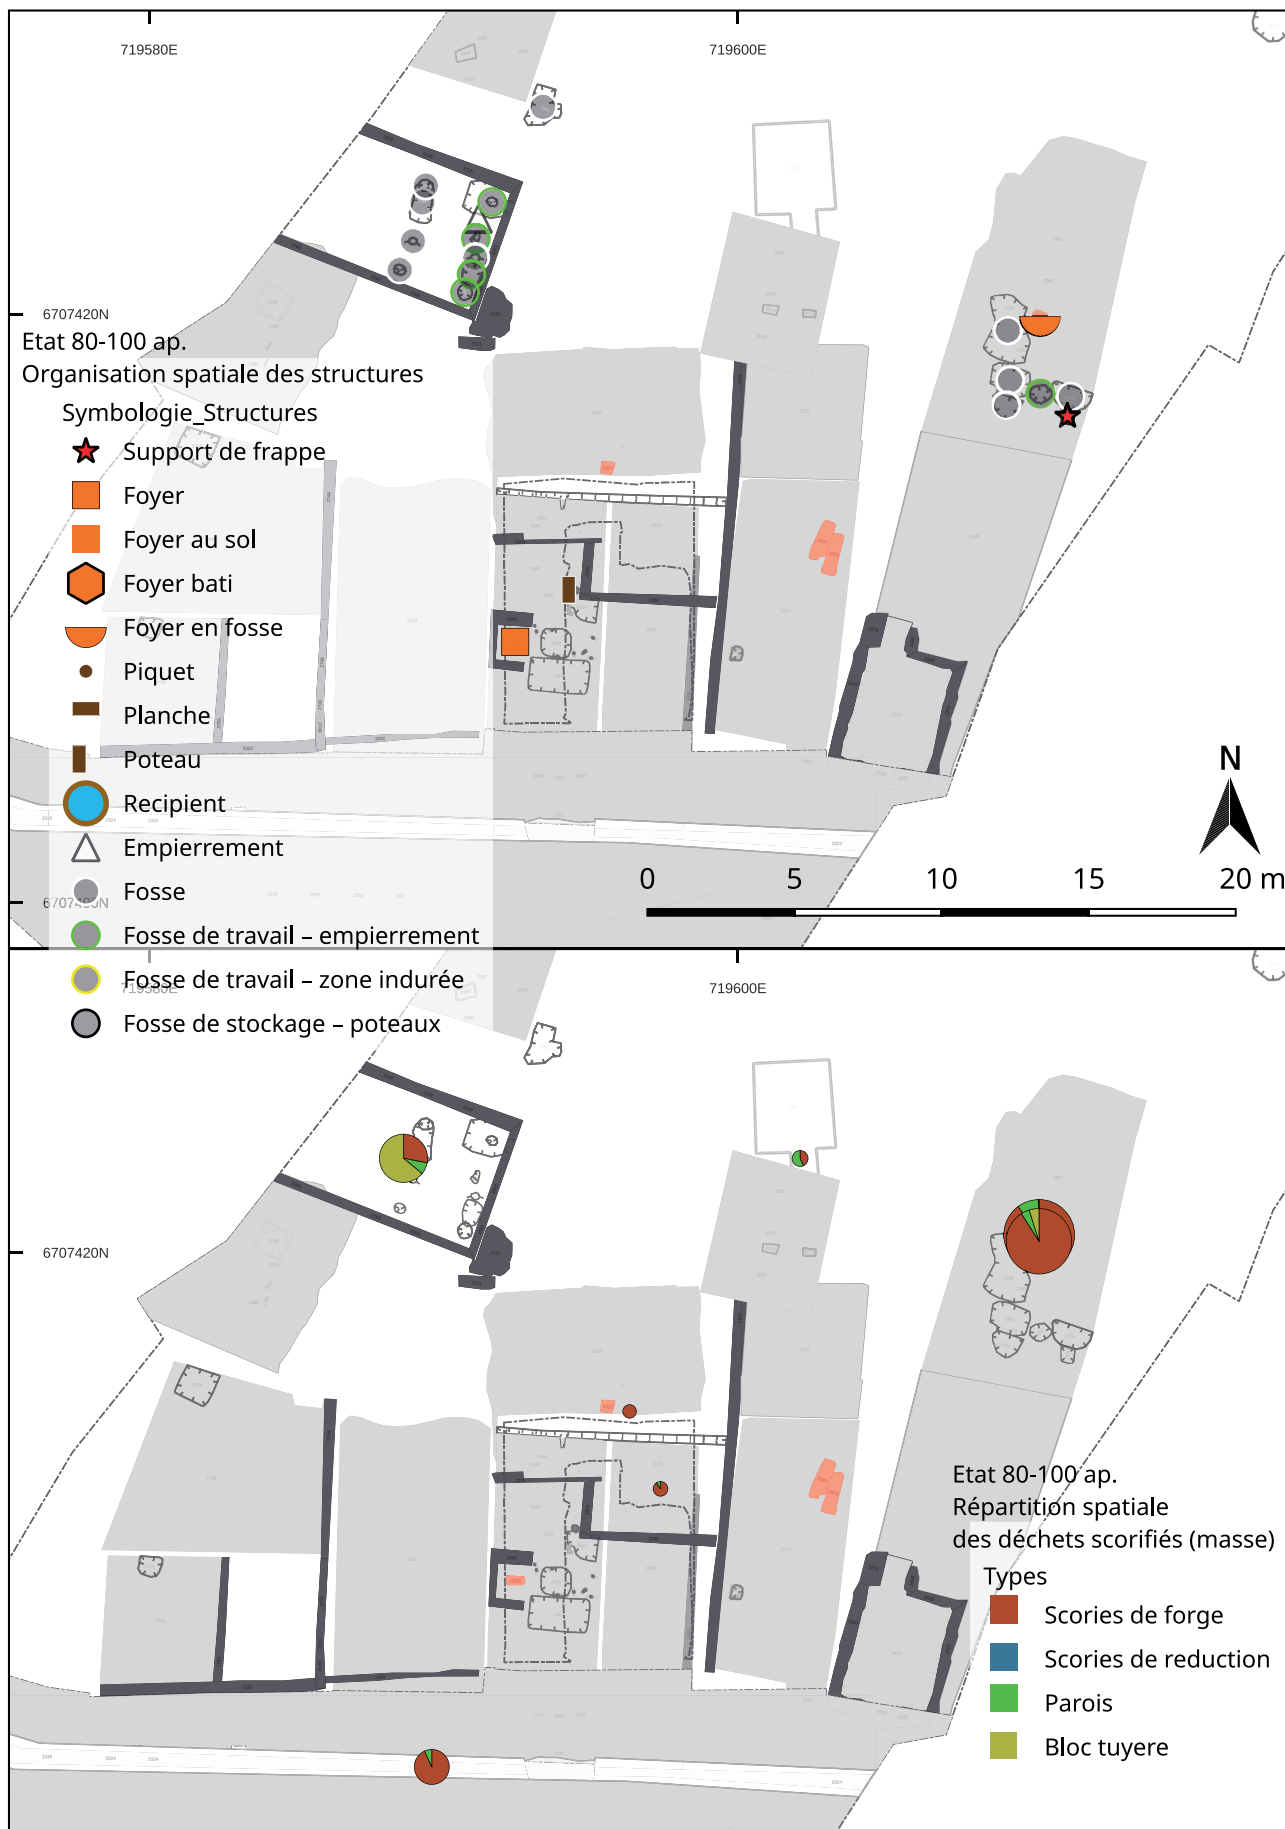 719580E
719600E
6707420N
Etat 80-100 ap.
Organisation spatiale des structures
Symbologie_Structures
Support de frappe
Foyer
Foyer au sol
Foyer bati
Foyer en fosse
Piquet
Planche
Poteau
Recipient
Empierrement
Fosse
Fosse de travail – empierrement
Fosse de travail – zone indurée
Fosse de stockage – poteaux
6707400N
N
0 5 10 15 20 m
719580E
719600E
6707420N
Etat 80-100 ap.
Répartition spatiale
des déchets scorifiés (masse)
Types
Scories de forge
Scories de reduction
Parois
Bloc tuyere